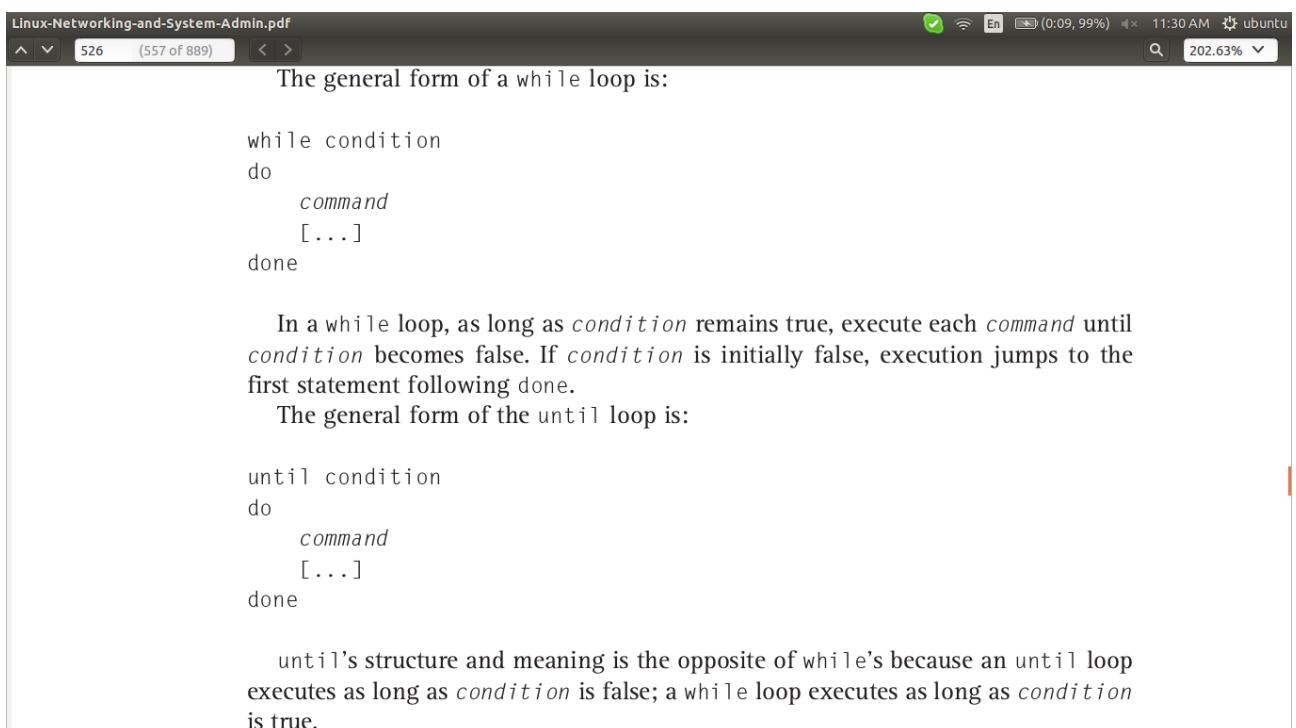 Linux-Networking-and-System-Admin.pdf En (0:09, 99%) 11:30 AM ubuntu
526 (557 of 889) 202.63%
The general form of a while loop is:
while condition
do
command
[...]
done
In a while loop, as long as condition remains true, execute each command until
condition becomes false. If condition is initially false, execution jumps to the
first statement following done.
The general form of the until loop is:
until condition
do
command
[...]
done
until's structure and meaning is the opposite of while's because an until loop
executes as long as condition is false; a while loop executes as long as condition
is true.